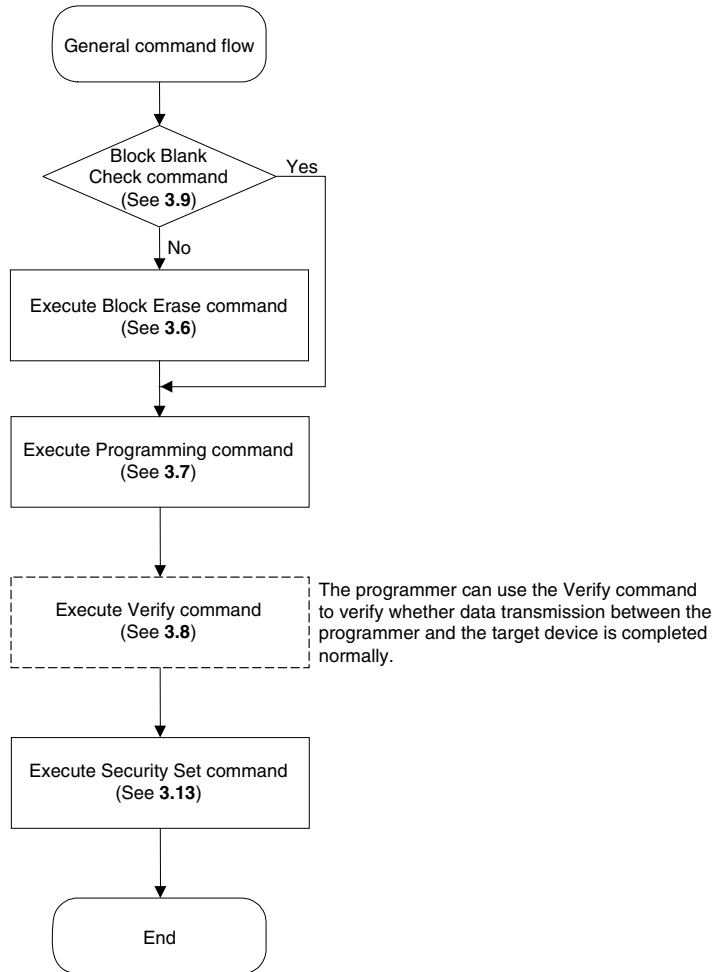 General command flow
Block Blank
Check command
(See 3.9)
Yes
No
Execute Block Erase command
(See 3.6)
Execute Programming command
(See 3.7)
Execute Verify command
(See 3.8)
The programmer can use the Verify command
to verify whether data transmission between the
programmer and the target device is completed
normally.
Execute Security Set command
(See 3.13)
End